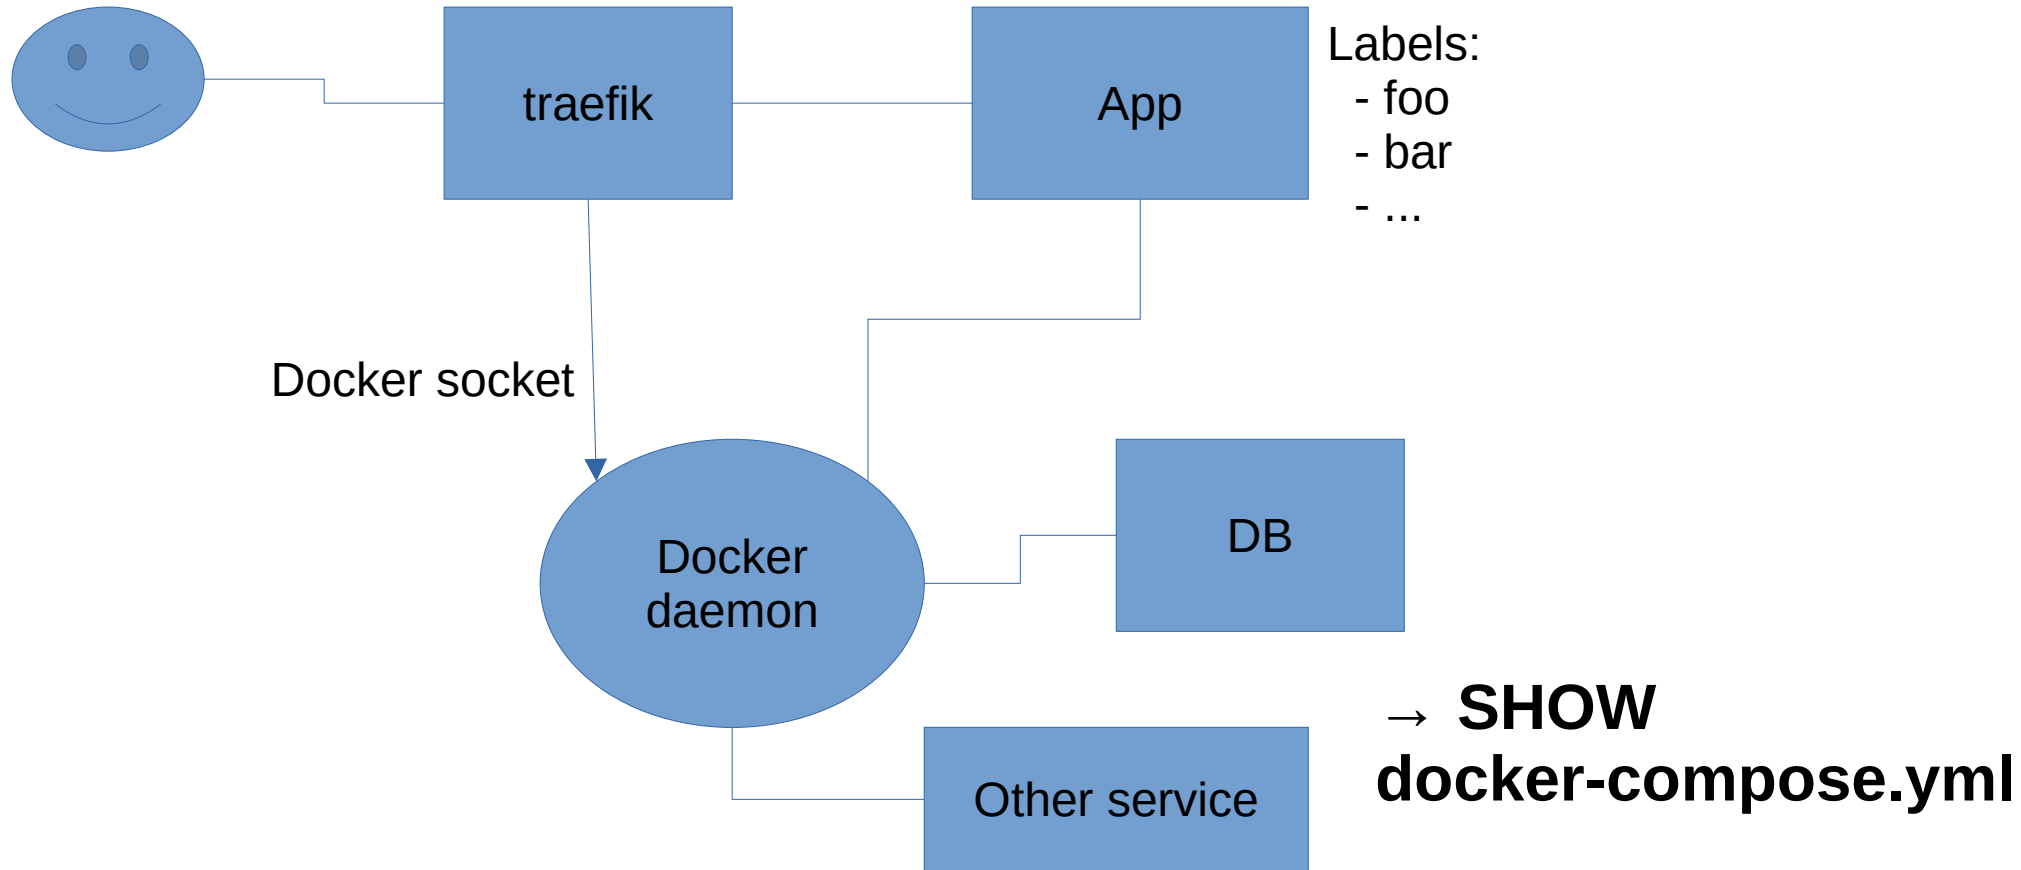 traefik
App
Labels:
- foo
- bar
- ...
Docker socket
Docker
daemon
DB
Other service
→ SHOW
docker-compose.yml